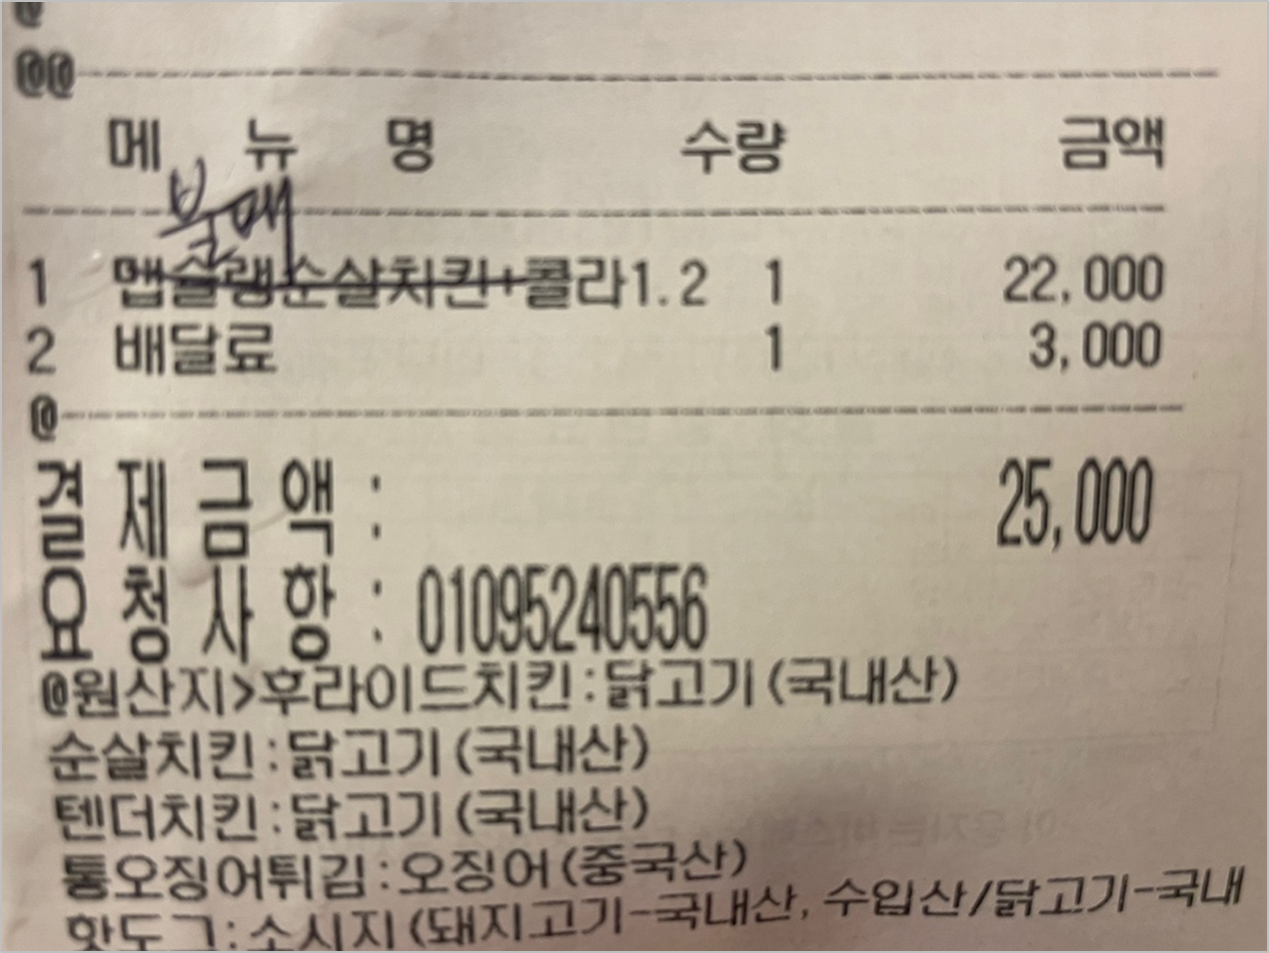 @
@@
메 뉴 명 수량 금액
불매
1 맵슬랭순살치킨+콜라1.2 1 22,000
2 배달료 1 3,000
@
결제금액: 25,000
요청사항: 01095240556
@원산지>후라이드치킨:닭고기(국내산)
순살치킨:닭고기(국내산)
텐더치킨:닭고기(국내산)
통오징어튀김:오징어(중국산)
핫도그:소시지(돼지고기-국내산, 수입산/닭고기-국내